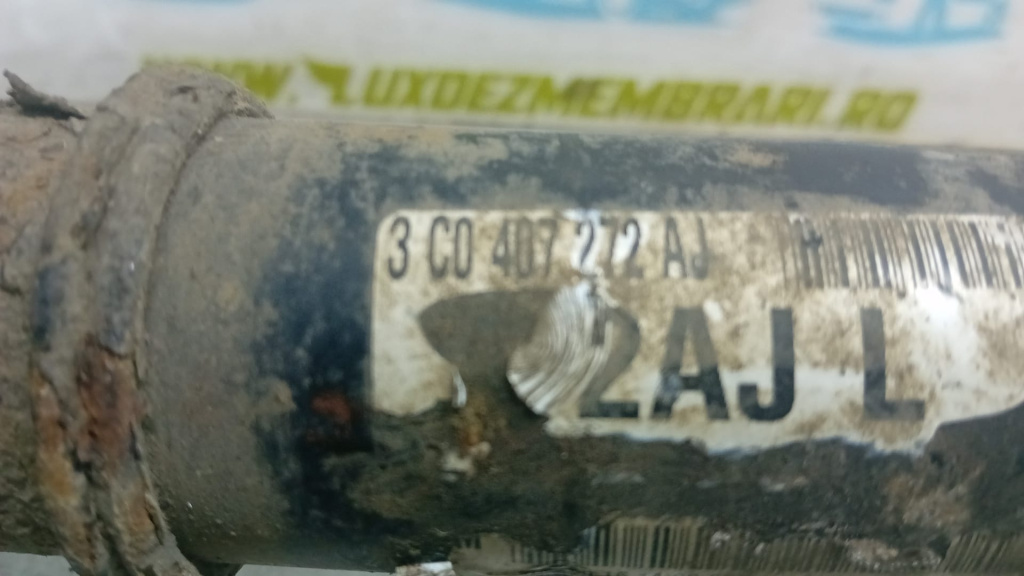 WWW.LUXDEZMEMBRARI.RO
3 C0 407 272 AJ
2AJ L